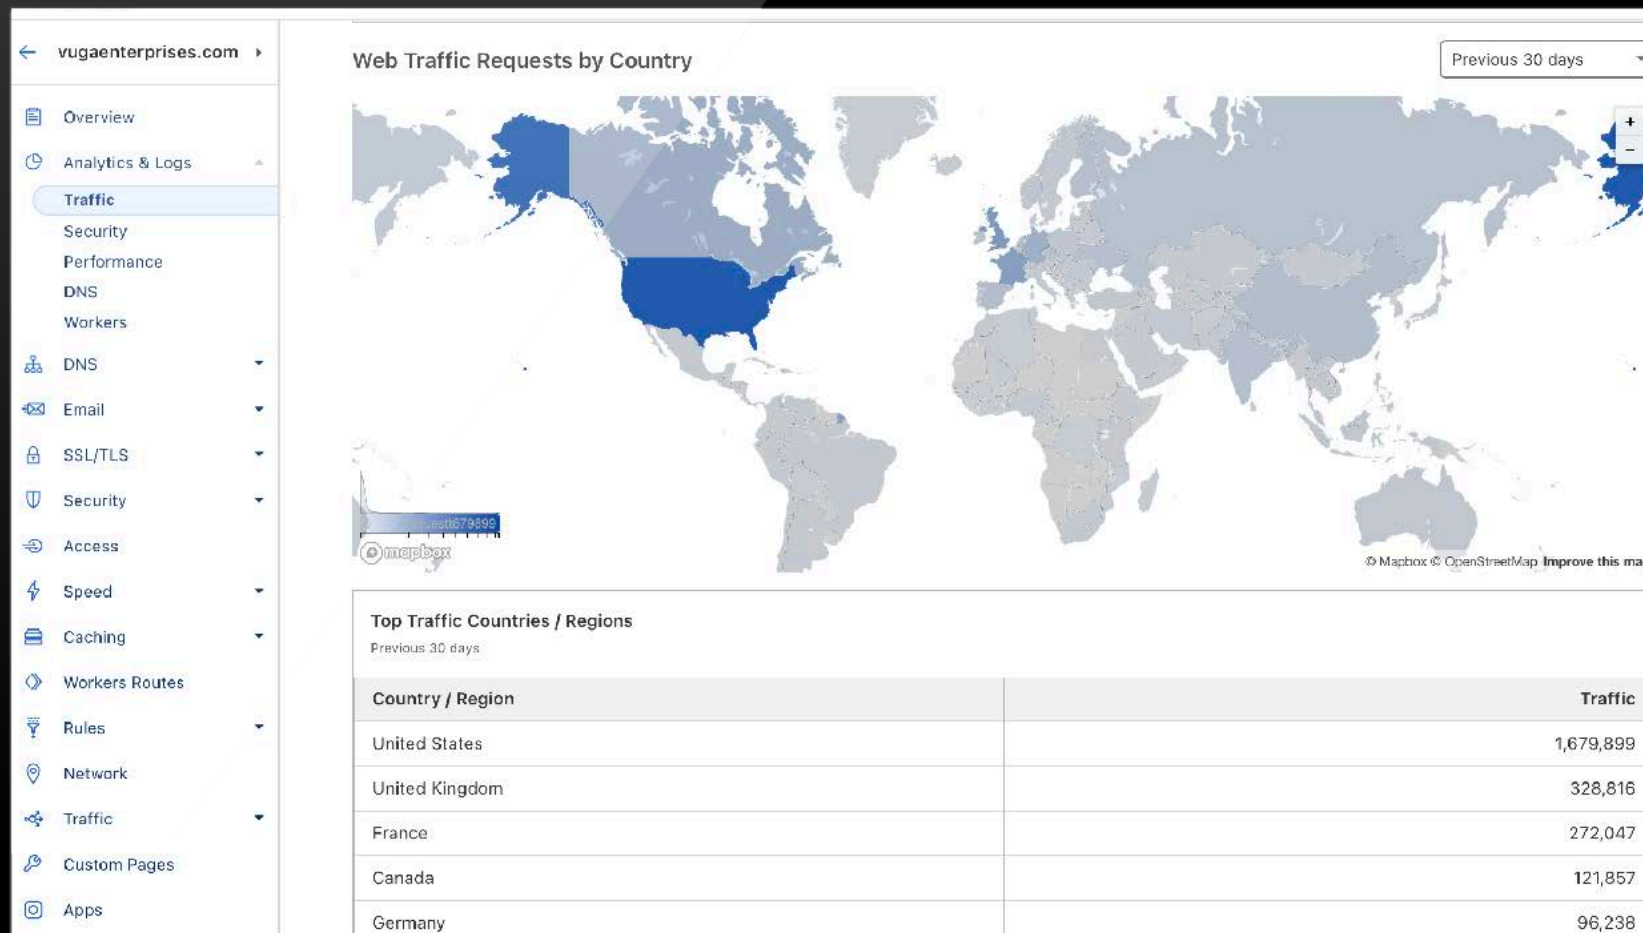 vugaenterprises.com
Overview
Analytics & Logs
Traffic
Security
Performance
DNS
Workers
DNS
Email
SSL/TLS
Security
Access
Speed
Caching
Workers Routes
Rules
Network
Traffic
Custom Pages
Apps
Web Traffic Requests by Country
Previous 30 days
+
−
679899
mapbox
© Mapbox © OpenStreetMap Improve this ma
Top Traffic Countries / Regions
Previous 30 days
Country / Region Traffic
United States 1,679,899
United Kingdom 328,816
France 272,047
Canada 121,857
Germany 96,238